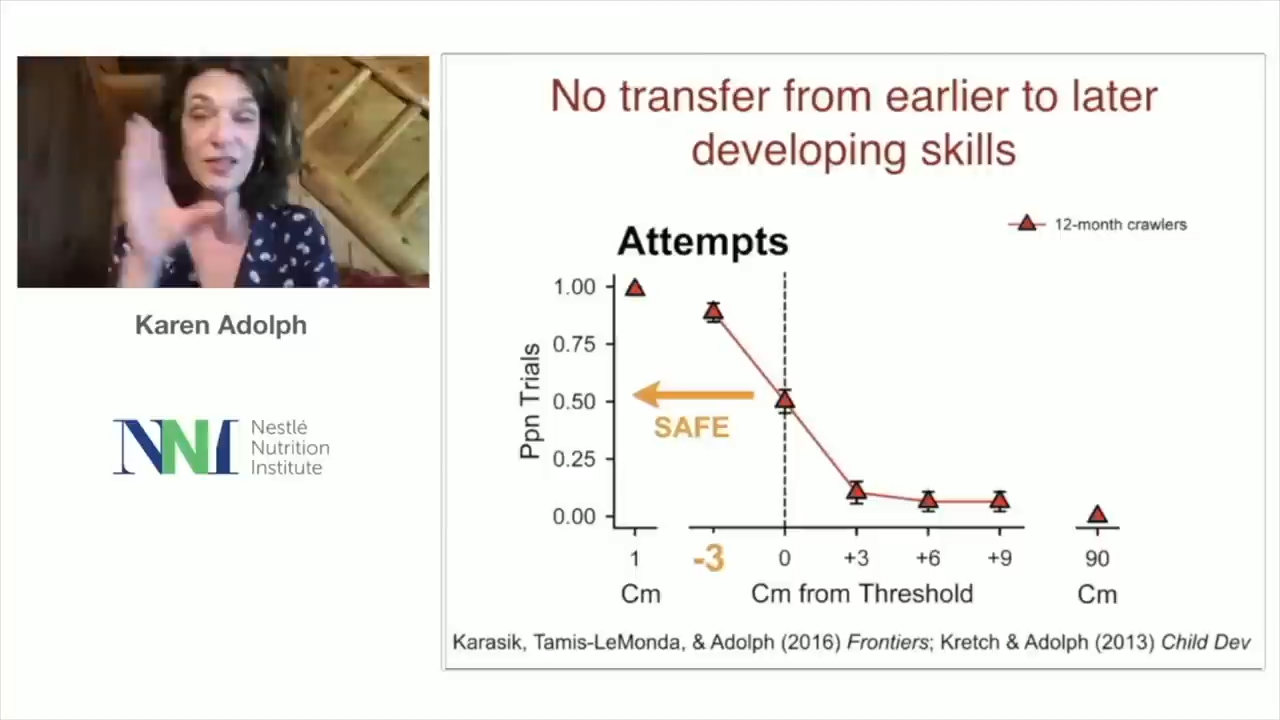 No transfer from earlier to later
developing skills
12-month crawlers
Attempts
1.00
0.75
0.50
0.25
0.00
Ppn Trials
SAFE
1
-3
0
+3
+6
+9
90
Cm
Cm from Threshold
Cm
Karasik, Tamis-LeMonda, & Adolph (2016) Frontiers; Kretch & Adolph (2013) Child Dev
Karen Adolph
NNI
Nestlé
Nutrition
Institute